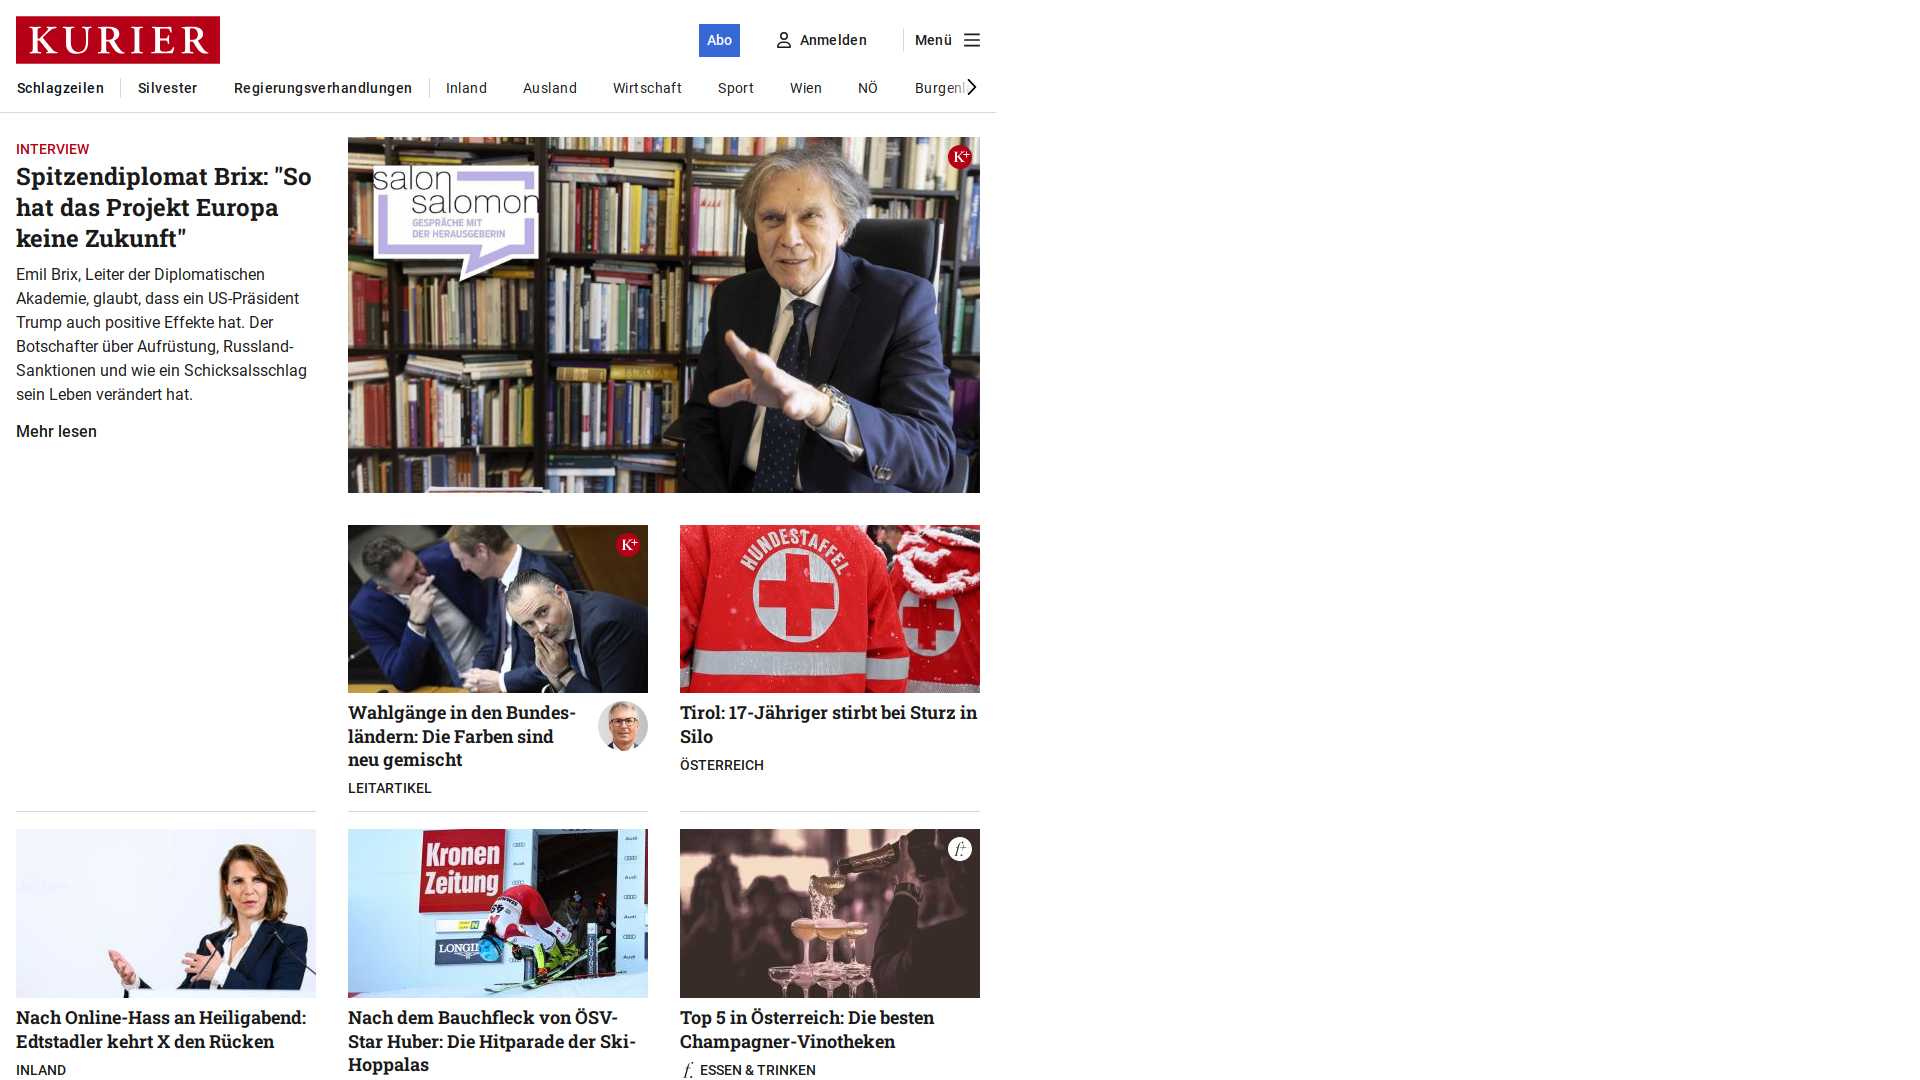 KURIER
Abo
Anmelden
Menü
Schlagzeilen
Silvester
Regierungsverhandlungen
Inland
Ausland
Wirtschaft
Sport
Wien
NÖ
INTERVIEW
Spitzendiplomat Brix: "So
hat das Projekt Europa
keine Zukunft"
Emil Brix, Leiter der Diplomatischen
Akademie, glaubt, dass ein US-Präsident
Trump auch positive Effekte hat. Der
Botschafter über Aufrüstung, Russland-
Sanktionen und wie ein Schicksalsschlag
sein Leben verändert hat.
Mehr lesen
salon
salomon
GESPRÄCHE MIT
DER HERAUSGEBERIN
K+
K+
HUNDESTAFFEL
Wahlgänge in den Bundes-
ländern: Die Farben sind
neu gemischt
LEITARTIKEL
Tirol: 17-Jähriger stirbt bei Sturz in
Silo
ÖSTERREICH
Kronen
Zeitung
LONGINES
f+
Nach Online-Hass an Heiligabend:
Edtstadler kehrt X den Rücken
INLAND
Nach dem Bauchfleck von ÖSV-
Star Huber: Die Hitparade der Ski-
Hoppalas
Top 5 in Österreich: Die besten
Champagner-Vinotheken
f. ESSEN & TRINKEN